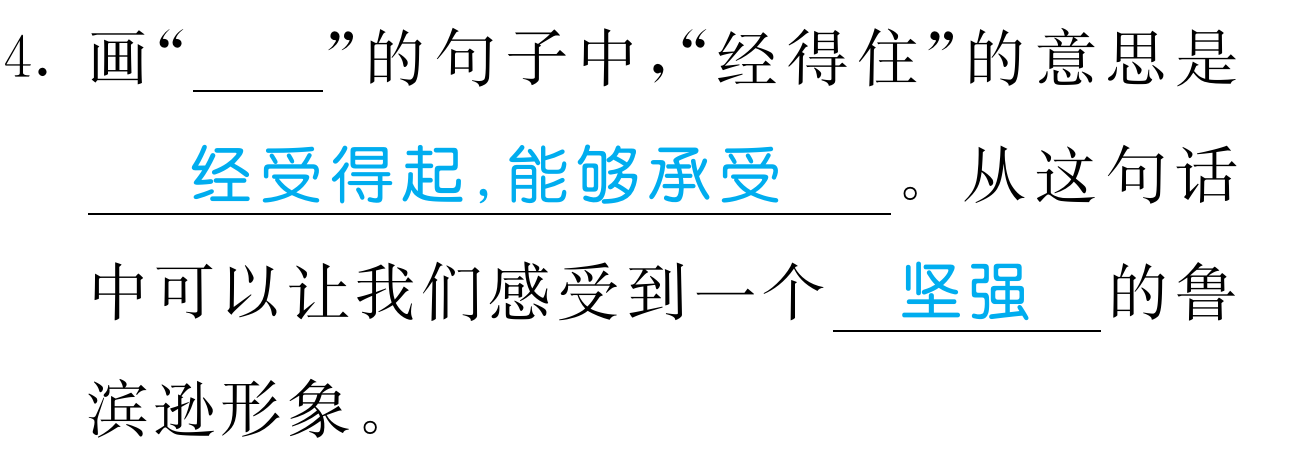 4. 画“____”的句子中,“经得住”的意思是
经受得起,能够承受。从这句话
中可以让我们感受到一个 坚强 的鲁
滨逊形象。